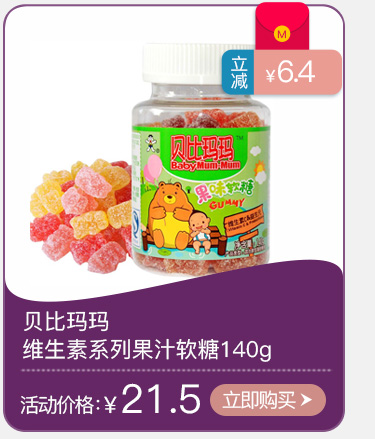 M
立减
¥6.4
贝比玛玛
Baby Mum-Mum
果味软糖
GUMMY
贝比玛玛
维生素系列果汁软糖140g
活动价格:¥21.5
立即购买